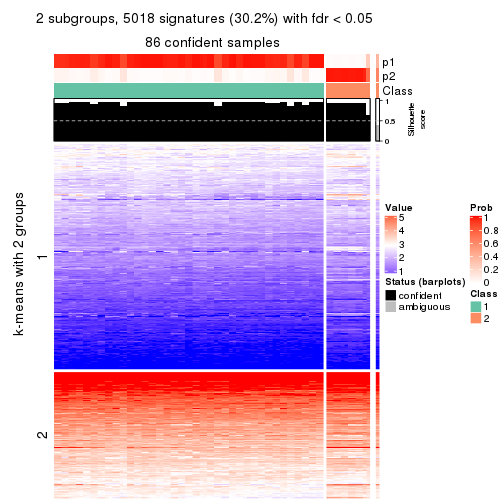 2 subgroups, 5018 signatures (30.2%) with fdr < 0.05
86 confident samples
p1
p2
Class
1
0.5
0
Silhouette
score
k-means with 2 groups
1
2
Value
5
4
3
2
1
Status (barplots)
confident
ambiguous
Prob
1
0.8
0.6
0.4
0.2
0
Class
1
2